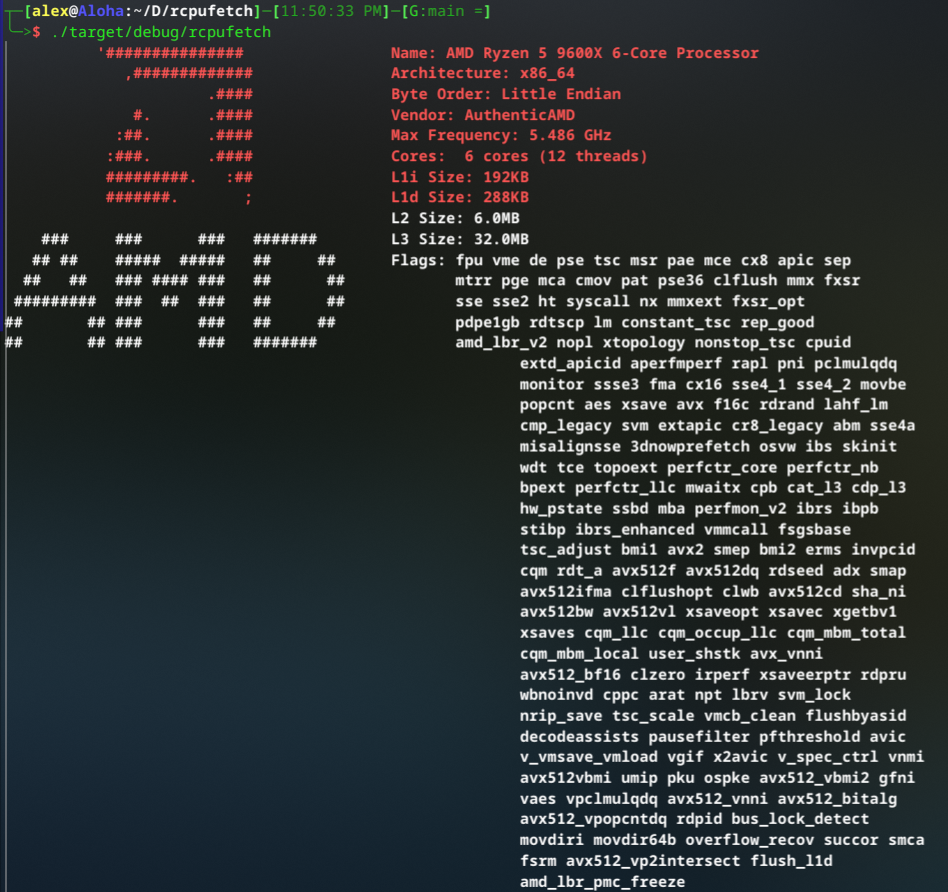 ┬─[alex@Aloha:~/D/rcpufetch]─[11:50:33 PM]─[G:main =]
╰─>$ ./target/debug/rcpufetch
'############### Name: AMD Ryzen 5 9600X 6-Core Processor
,############# Architecture: x86_64
.#### Byte Order: Little Endian
#. .#### Vendor: AuthenticAMD
:##. .#### Max Frequency: 5.486 GHz
:###. .#### Cores:  6 cores (12 threads)
#########. :## L1i Size: 192KB
#######. ; L1d Size: 288KB
L2 Size: 6.0MB
### ### ### ####### L3 Size: 32.0MB
## ## ##### ##### ## ## Flags: fpu vme de pse tsc msr pae mce cx8 apic sep
## ## ### #### ### ## ## mtrr pge mca cmov pat pse36 clflush mmx fxsr
######### ### ## ### ## ## sse sse2 ht syscall nx mmxext fxsr_opt
## ## ### ### ## ## pdpe1gb rdtscp lm constant_tsc rep_good
## ## ### ### ####### amd_lbr_v2 nopl xtopology nonstop_tsc cpuid
extd_apicid aperfmperf rapl pni pclmulqdq
monitor ssse3 fma cx16 sse4_1 sse4_2 movbe
popcnt aes xsave avx f16c rdrand lahf_lm
cmp_legacy svm extapic cr8_legacy abm sse4a
misalignsse 3dnowprefetch osvw ibs skinit
wdt tce topoext perfctr_core perfctr_nb
bpext perfctr_llc mwaitx cpb cat_l3 cdp_l3
hw_pstate ssbd mba perfmon_v2 ibrs ibpb
stibp ibrs_enhanced vmmcall fsgsbase
tsc_adjust bmi1 avx2 smep bmi2 erms invpcid
cqm rdt_a avx512f avx512dq rdseed adx smap
avx512ifma clflushopt clwb avx512cd sha_ni
avx512bw avx512vl xsaveopt xsavec xgetbv1
xsaves cqm_llc cqm_occup_llc cqm_mbm_total
cqm_mbm_local user_shstk avx_vnni
avx512_bf16 clzero irperf xsaveerptr rdpru
wbnoinvd cppc arat npt lbrv svm_lock
nrip_save tsc_scale vmcb_clean flushbyasid
decodeassists pausefilter pfthreshold avic
v_vmsave_vmload vgif x2avic v_spec_ctrl vnmi
avx512vbmi umip pku ospke avx512_vbmi2 gfni
vaes vpclmulqdq avx512_vnni avx512_bitalg
avx512_vpopcntdq rdpid bus_lock_detect
movdiri movdir64b overflow_recov succor smca
fsrm avx512_vp2intersect flush_l1d
amd_lbr_pmc_freeze